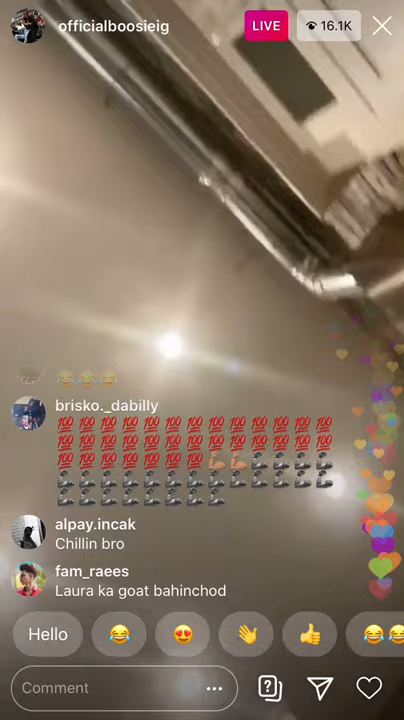 officialboosieig
LIVE
16.1K
😂😂😂
brisko._dabilly
💯💯💯💯💯💯💯💯💯💯💯💯💯
💯💯💯💯💯💯💯💯💯💯💯💯💯
💯💯💯💯💯💯💯💪🏼💪🏼🦾🦾🦾🦾
🦾🦾🦾🦾🦾🦾🦾🦾🦾🦾🦾🦾🦾
🦾🦾🦾🦾🦾🦾🦾🦾
alpay.incak
Chillin bro
fam_raees
Laura ka goat bahinchod
Hello 😂 😍 👋 👍 😂😂
Comment